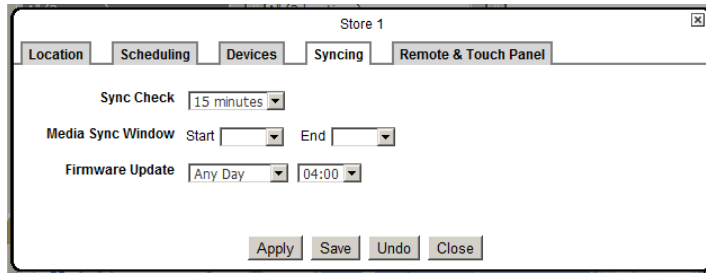 Store 1
Location Scheduling Devices Syncing Remote & Touch Panel
Sync Check 15 minutes
Media Sync Window Start End
Firmware Update Any Day 04:00
Apply Save Undo Close